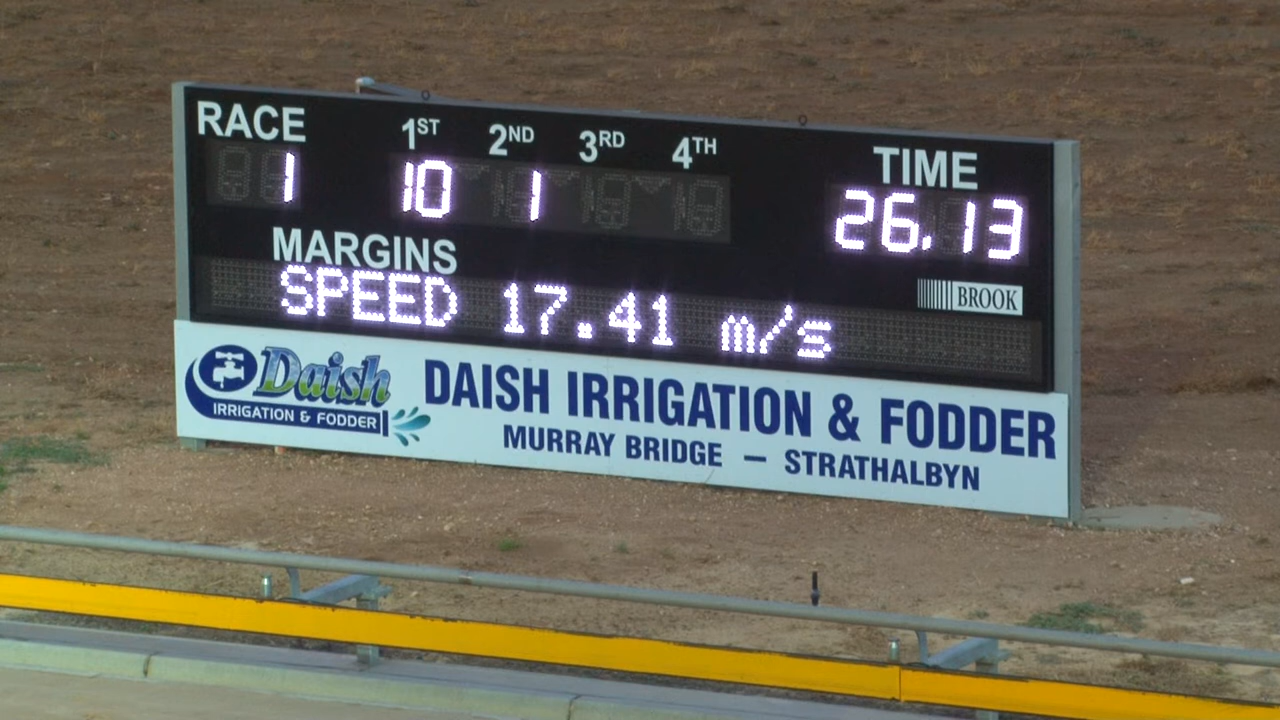 RACE 1ST 2ND 3RD 4TH TIME
1 10 1 26.13
MARGINS
SPEED 17.41 m/s
BROOK
Daish
IRRIGATION & FODDER
DAISH IRRIGATION & FODDER
MURRAY BRIDGE – STRATHALBYN